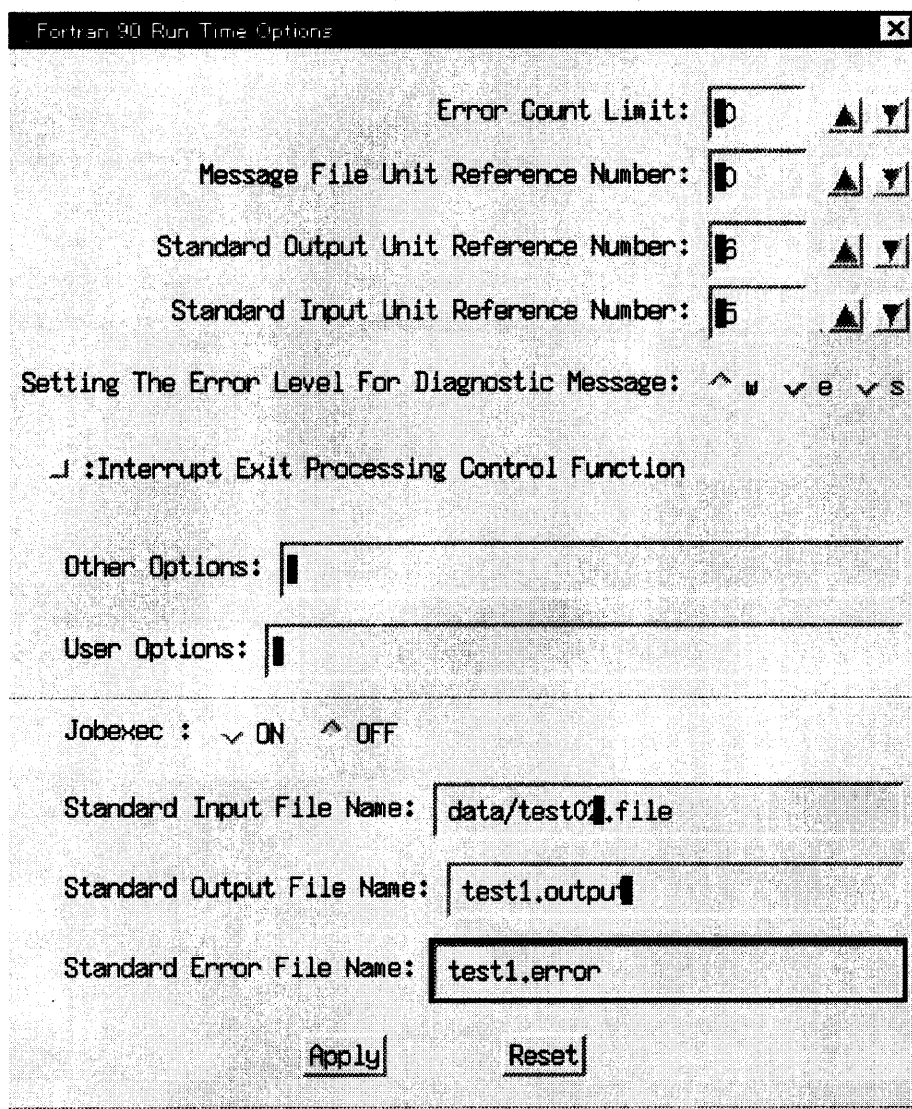 Fortran 90 Run Time Options
Error Count Limit: 0
Message File Unit Reference Number: 0
Standard Output Unit Reference Number: 6
Standard Input Unit Reference Number: 5
Setting The Error Level For Diagnostic Message: w e s
:Interrupt Exit Processing Control Function
Other Options:
User Options:
Jobexec : ON OFF
Standard Input File Name: data/test02.file
Standard Output File Name: test1.output
Standard Error File Name: test1.error
Apply Reset